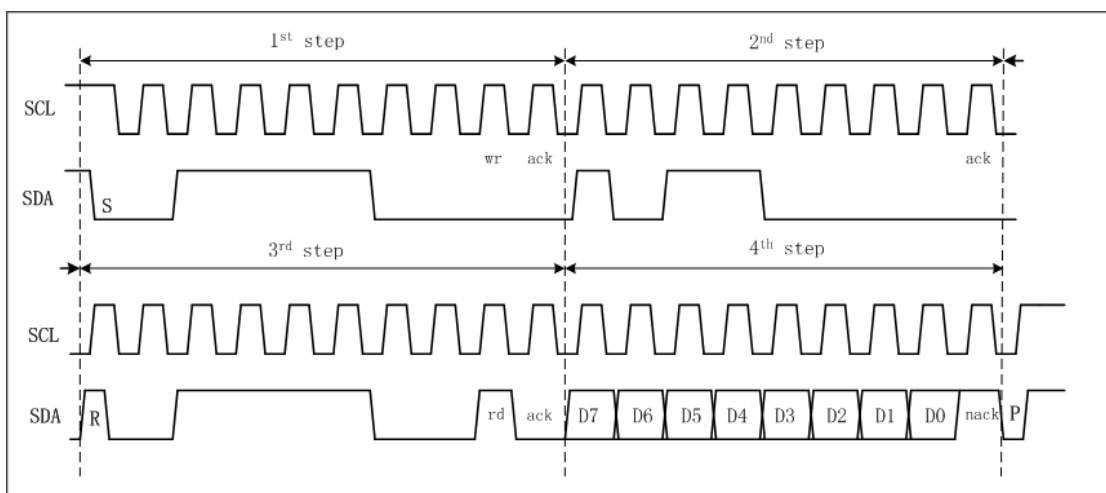 1st step 2nd step
SCL
wr ack ack
SDA S
3rd step 4th step
SCL
SDA R rd ack D7 D6 D5 D4 D3 D2 D1 D0 nack P